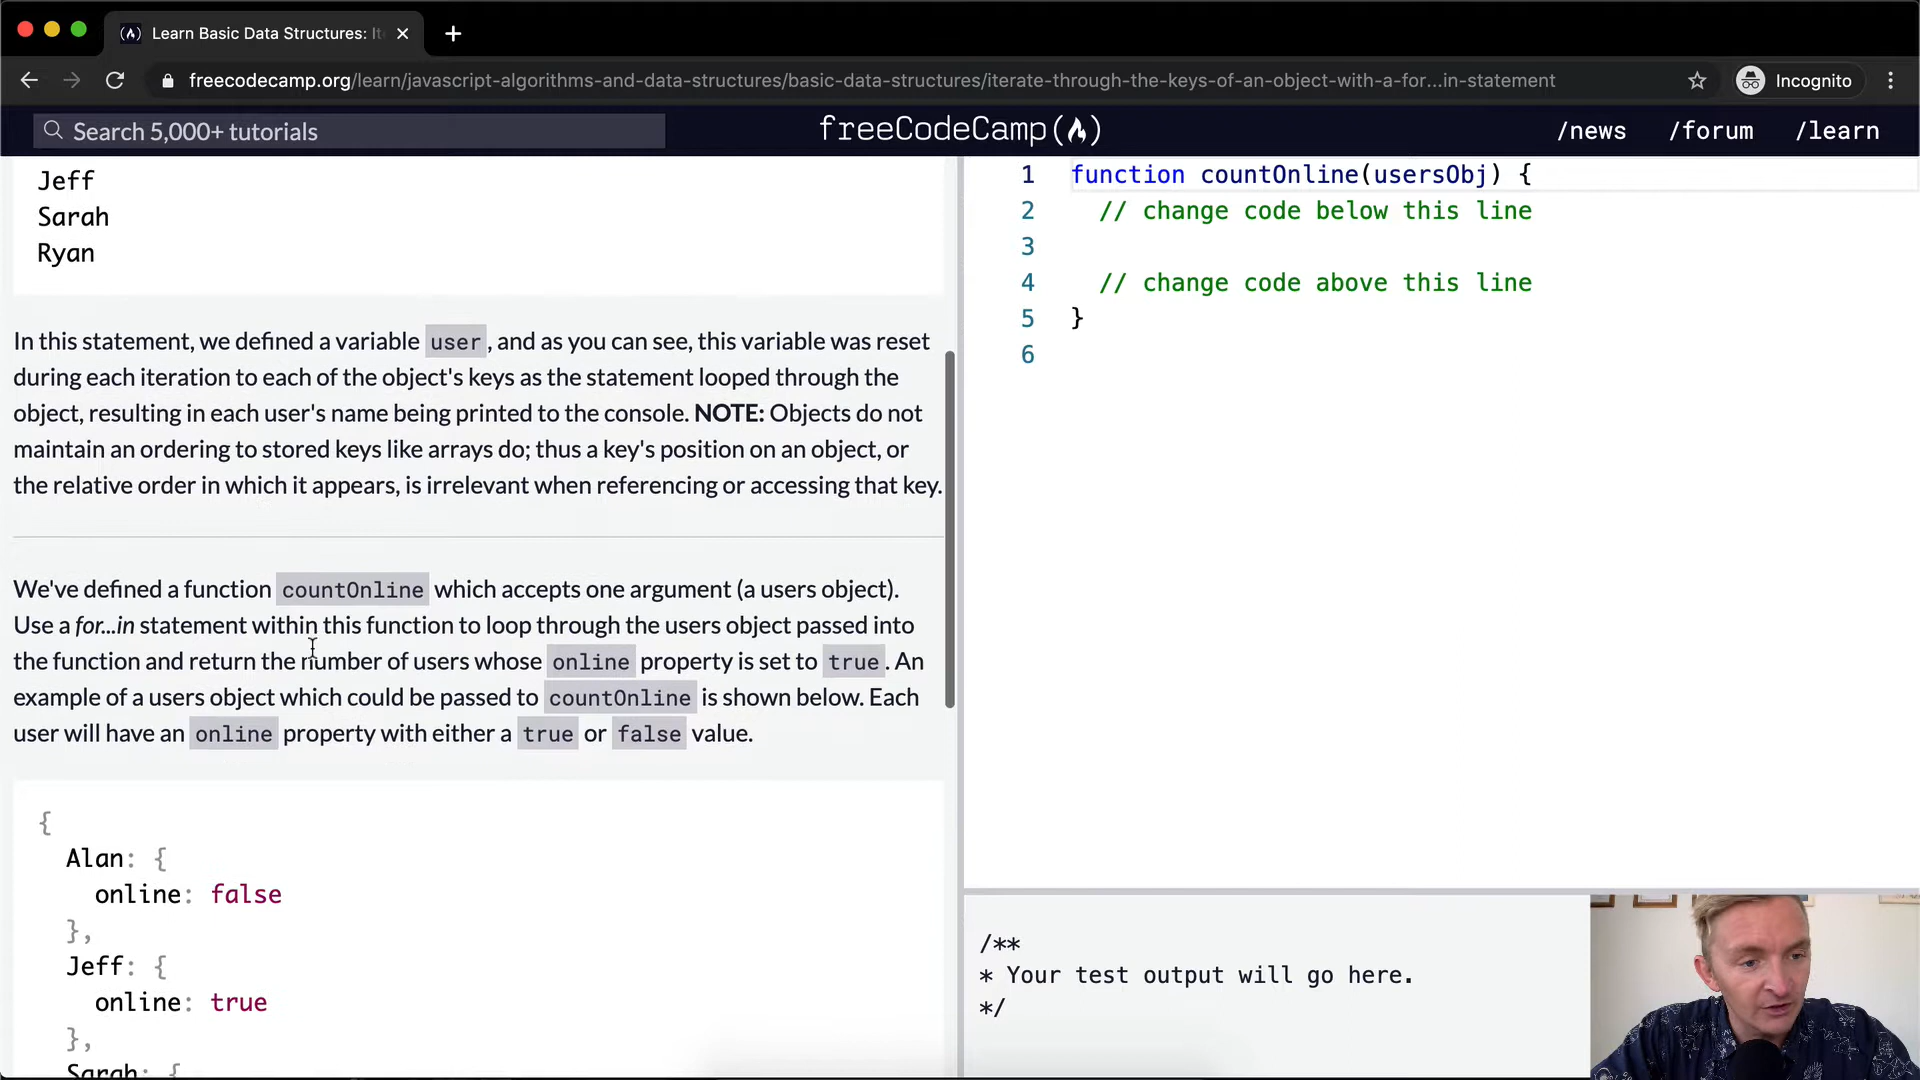 Learn Basic Data Structures: It
freecodecamp.org/learn/javascript-algorithms-and-data-structures/basic-data-structures/iterate-through-the-keys-of-an-object-with-a-for...in-statement
Incognito
Search 5,000+ tutorials
freeCodeCamp(🔥)
/news /forum /learn
Jeff
Sarah
Ryan
In this statement, we defined a variable user, and as you can see, this variable was reset
during each iteration to each of the object's keys as the statement looped through the
object, resulting in each user's name being printed to the console. NOTE: Objects do not
maintain an ordering to stored keys like arrays do; thus a key's position on an object, or
the relative order in which it appears, is irrelevant when referencing or accessing that key.
We've defined a function countOnline which accepts one argument (a users object).
Use a for...in statement within this function to loop through the users object passed into
the function and return the number of users whose online property is set to true. An
example of a users object which could be passed to countOnline is shown below. Each
user will have an online property with either a true or false value.
{
Alan: {
online: false
},
Jeff: {
online: true
},
Sarah: {
1 function countOnline(usersObj) {
2 // change code below this line
3
4 // change code above this line
5 }
6
/**
* Your test output will go here.
*/